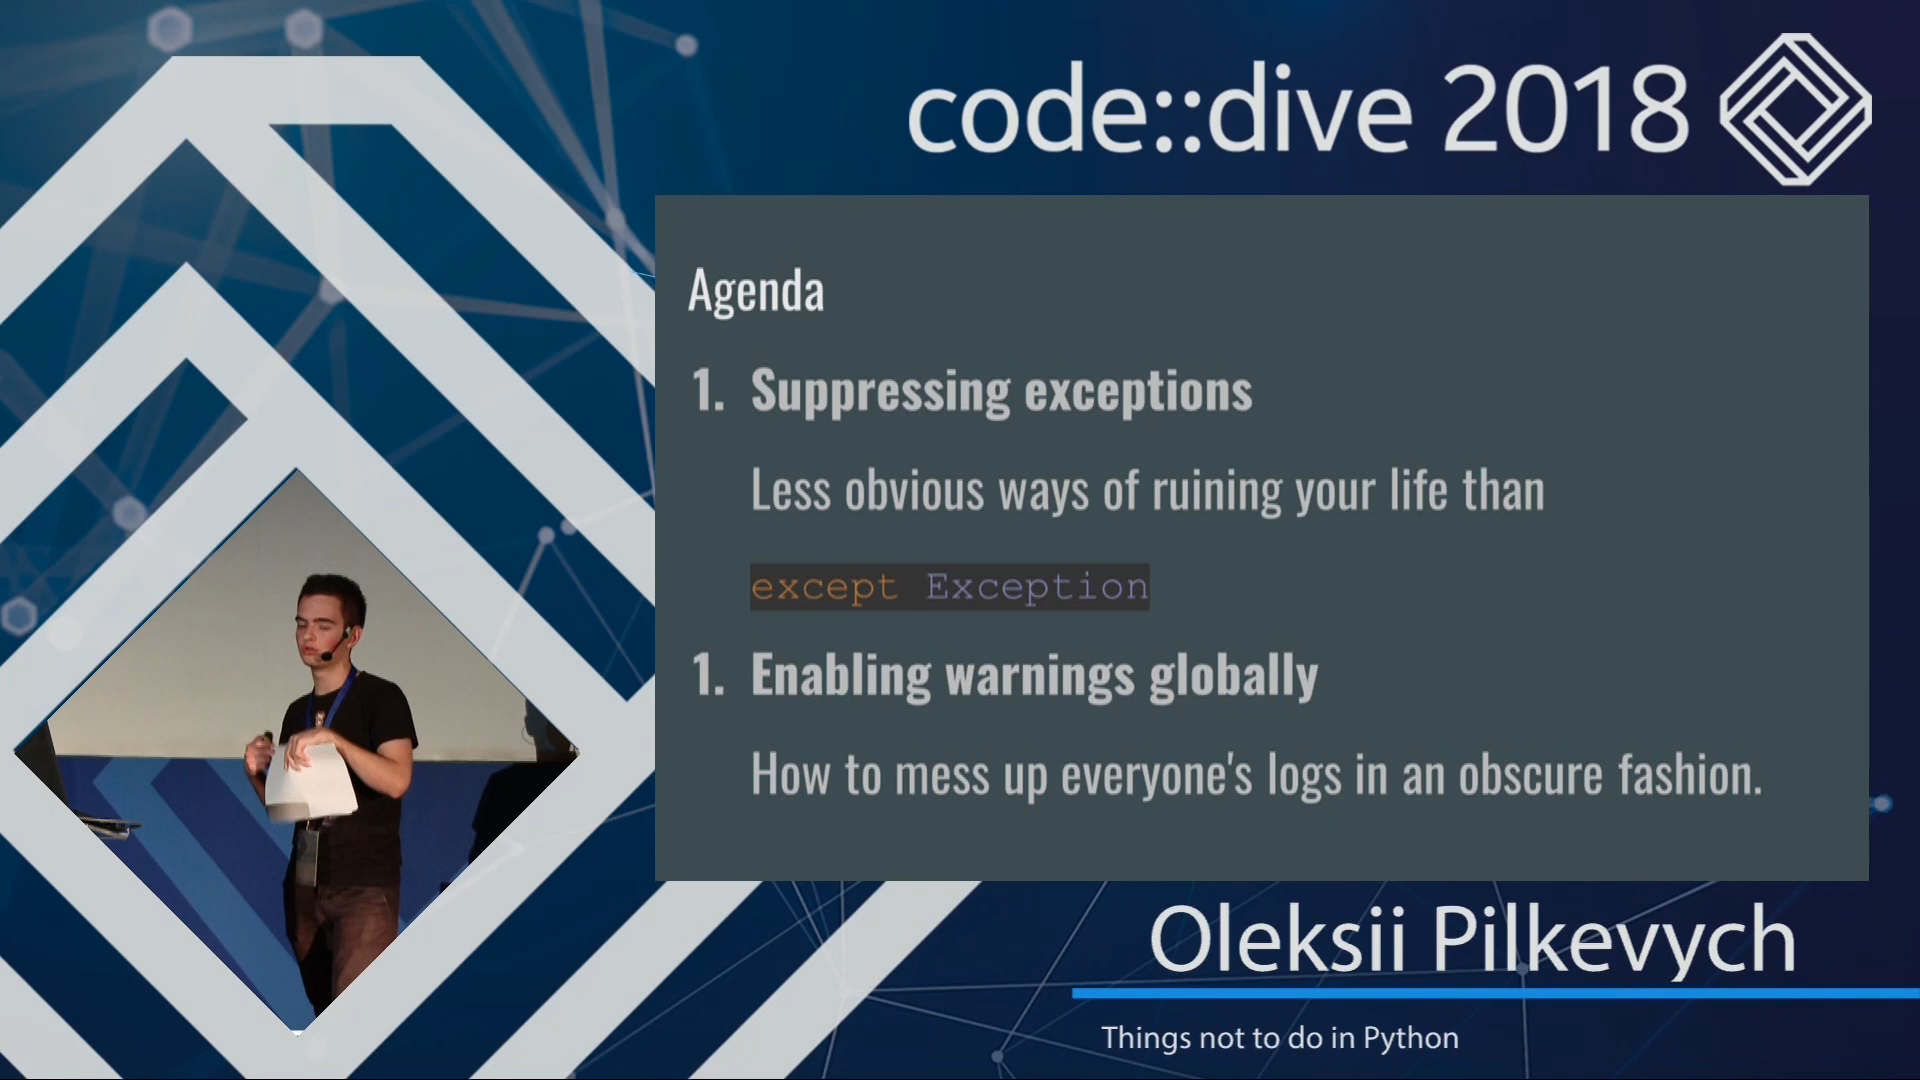 code::dive 2018
Agenda
1. Suppressing exceptions
Less obvious ways of ruining your life than
except Exception
1. Enabling warnings globally
How to mess up everyone's logs in an obscure fashion.
Oleksii Pilkevych
Things not to do in Python